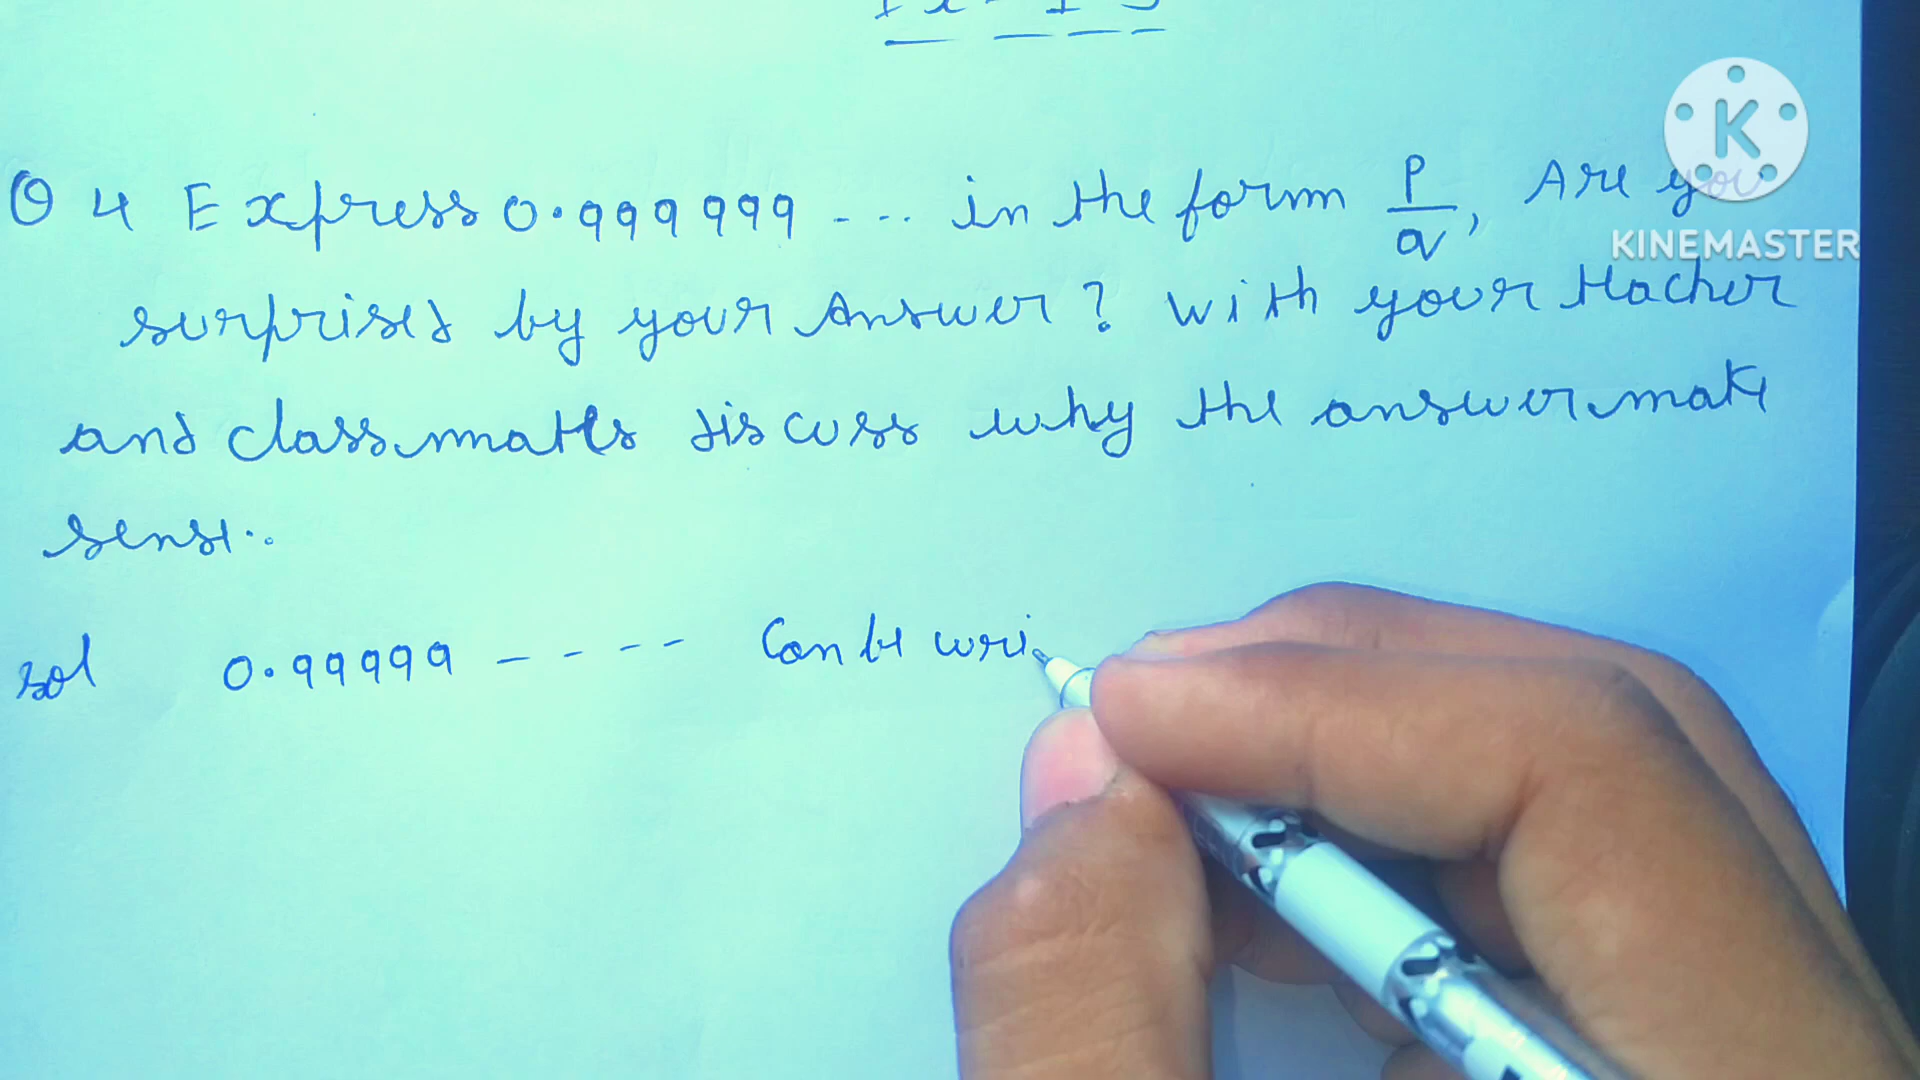 Q 4 Express 0.999999 --... in the form P/q, Are you
surprised by your Answer? With your teacher
and classmates discuss why the answer make
sense..
sol 0.99999 - - - - Can be wri
K
KINEMASTER